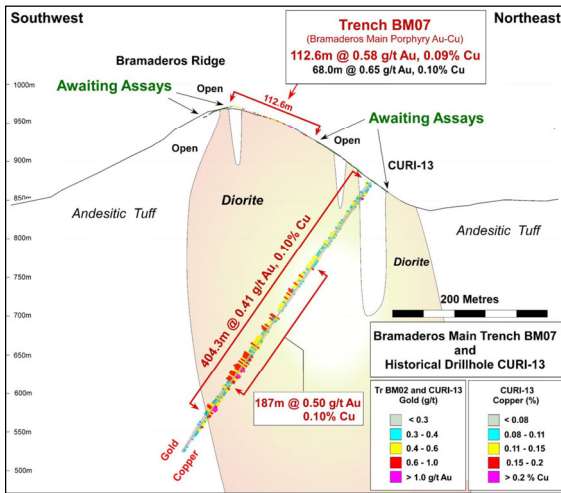 Southwest
Northeast
Trench BM07
(Bramaderos Main Porphyry Au-Cu)
112.6m @ 0.58 g/t Au, 0.09% Cu
68.0m @ 0.65 g/t Au, 0.10% Cu
Bramaderos Ridge
1000m
950m
900m
850m
800m
750m
700m
650m
600m
550m
500m
Awaiting Assays
Open
112.6m
Awaiting Assays
Open
Open
CURI-13
Diorite
Andesitic Tuff
Andesitic Tuff
Diorite
404.3m @ 0.41 g/t Au, 0.10% Cu
187m @ 0.50 g/t Au
0.10% Cu
Gold
Copper
200 Metres
Bramaderos Main Trench BM07
and
Historical Drillhole CURI-13
Tr BM02 and CURI-13
Gold (g/t)
< 0.3
0.3 - 0.4
0.4 - 0.6
0.6 - 1.0
> 1.0 g/t Au
CURI-13
Copper (%)
< 0.08
0.08 - 0.11
0.11 - 0.15
0.15 - 0.2
> 0.2 % Cu